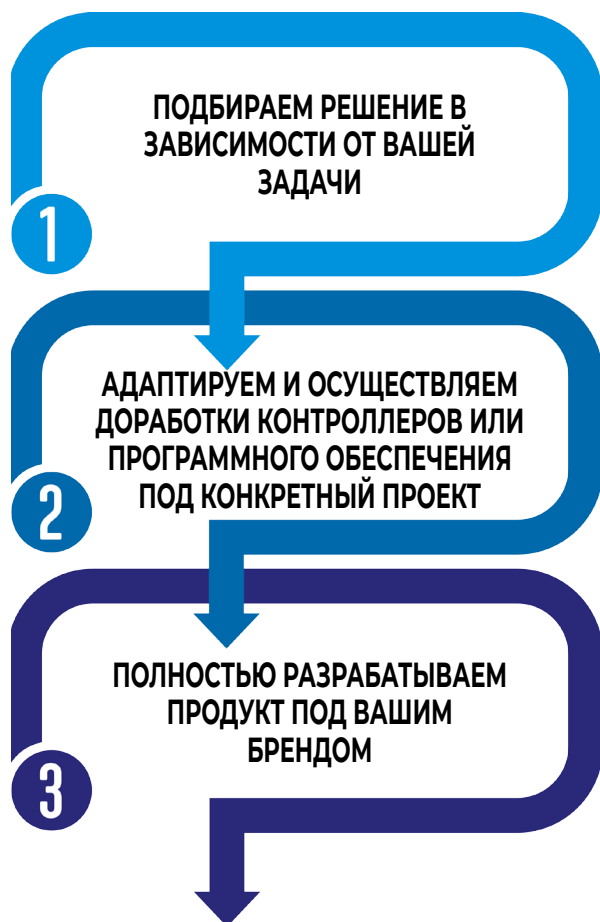 ПОДБИРАЕМ РЕШЕНИЕ В
ЗАВИСИМОСТИ ОТ ВАШЕЙ
ЗАДАЧИ
1
АДАПТИРУЕМ И ОСУЩЕСТВЛЯЕМ
ДОРАБОТКИ КОНТРОЛЛЕРОВ ИЛИ
ПРОГРАММНОГО ОБЕСПЕЧЕНИЯ
ПОД КОНКРЕТНЫЙ ПРОЕКТ
2
ПОЛНОСТЬЮ РАЗРАБАТЫВАЕМ
ПРОДУКТ ПОД ВАШИМ
БРЕНДОМ
3